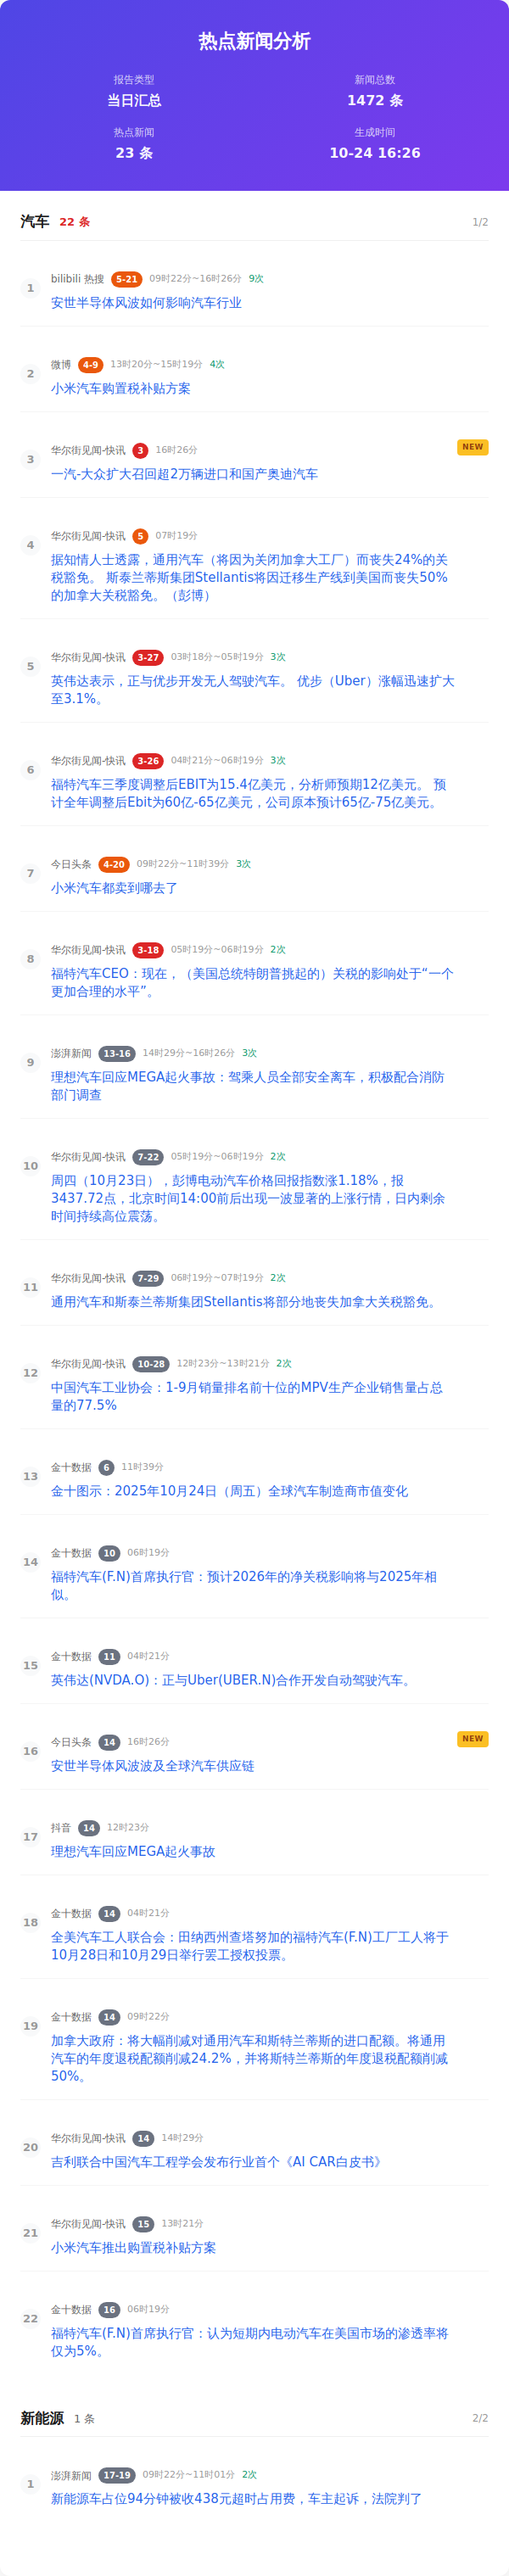 热点新闻分析
报告类型
当日汇总
新闻总数
1472 条
热点新闻
23 条
生成时间
10-24 16:26
汽车 22 条 1/2
1 bilibili 热搜 5-21 09时22分~16时26分 9次
安世半导体风波如何影响汽车行业
2 微博 4-9 13时20分~15时19分 4次
小米汽车购置税补贴方案
3 华尔街见闻-快讯 3 16时26分 NEW
一汽-大众扩大召回超2万辆进口和国产奥迪汽车
4 华尔街见闻-快讯 5 07时19分
据知情人士透露，通用汽车（将因为关闭加拿大工厂）而丧失24%的关
税豁免。 斯泰兰蒂斯集团Stellantis将因迁移生产线到美国而丧失50%
的加拿大关税豁免。（彭博）
5 华尔街见闻-快讯 3-27 03时18分~05时19分 3次
英伟达表示，正与优步开发无人驾驶汽车。 优步（Uber）涨幅迅速扩大
至3.1%。
6 华尔街见闻-快讯 3-26 04时21分~06时19分 3次
福特汽车三季度调整后EBIT为15.4亿美元，分析师预期12亿美元。 预
计全年调整后Ebit为60亿-65亿美元，公司原本预计65亿-75亿美元。
7 今日头条 4-20 09时22分~11时39分 3次
小米汽车都卖到哪去了
8 华尔街见闻-快讯 3-18 05时19分~06时19分 2次
福特汽车CEO：现在，（美国总统特朗普挑起的）关税的影响处于“一个
更加合理的水平”。
9 澎湃新闻 13-16 14时29分~16时26分 3次
理想汽车回应MEGA起火事故：驾乘人员全部安全离车，积极配合消防
部门调查
10 华尔街见闻-快讯 7-22 05时19分~06时19分 2次
周四（10月23日），彭博电动汽车价格回报指数涨1.18%，报
3437.72点，北京时间14:00前后出现一波显著的上涨行情，日内剩余
时间持续高位震荡。
11 华尔街见闻-快讯 7-29 06时19分~07时19分 2次
通用汽车和斯泰兰蒂斯集团Stellantis将部分地丧失加拿大关税豁免。
12 华尔街见闻-快讯 10-28 12时23分~13时21分 2次
中国汽车工业协会：1-9月销量排名前十位的MPV生产企业销售量占总
量的77.5%
13 金十数据 6 11时39分
金十图示：2025年10月24日（周五）全球汽车制造商市值变化
14 金十数据 10 06时19分
福特汽车(F.N)首席执行官：预计2026年的净关税影响将与2025年相
似。
15 金十数据 11 04时21分
英伟达(NVDA.O)：正与Uber(UBER.N)合作开发自动驾驶汽车。
16 今日头条 14 16时26分 NEW
安世半导体风波波及全球汽车供应链
17 抖音 14 12时23分
理想汽车回应MEGA起火事故
18 金十数据 14 04时21分
全美汽车工人联合会：田纳西州查塔努加的福特汽车(F.N)工厂工人将于
10月28日和10月29日举行罢工授权投票。
19 金十数据 14 09时22分
加拿大政府：将大幅削减对通用汽车和斯特兰蒂斯的进口配额。将通用
汽车的年度退税配额削减24.2%，并将斯特兰蒂斯的年度退税配额削减
50%。
20 华尔街见闻-快讯 14 14时29分
吉利联合中国汽车工程学会发布行业首个《AI CAR白皮书》
21 华尔街见闻-快讯 15 13时21分
小米汽车推出购置税补贴方案
22 金十数据 16 06时19分
福特汽车(F.N)首席执行官：认为短期内电动汽车在美国市场的渗透率将
仅为5%。
新能源 1 条 2/2
1 澎湃新闻 17-19 09时22分~11时01分 2次
新能源车占位94分钟被收438元超时占用费，车主起诉，法院判了